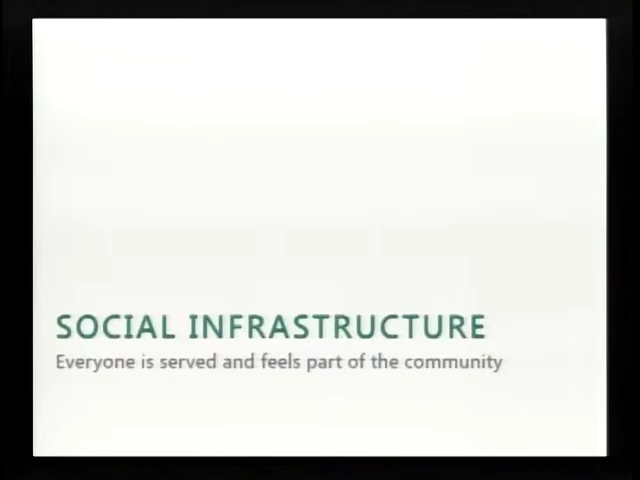 SOCIAL INFRASTRUCTURE
Everyone is served and feels part of the community